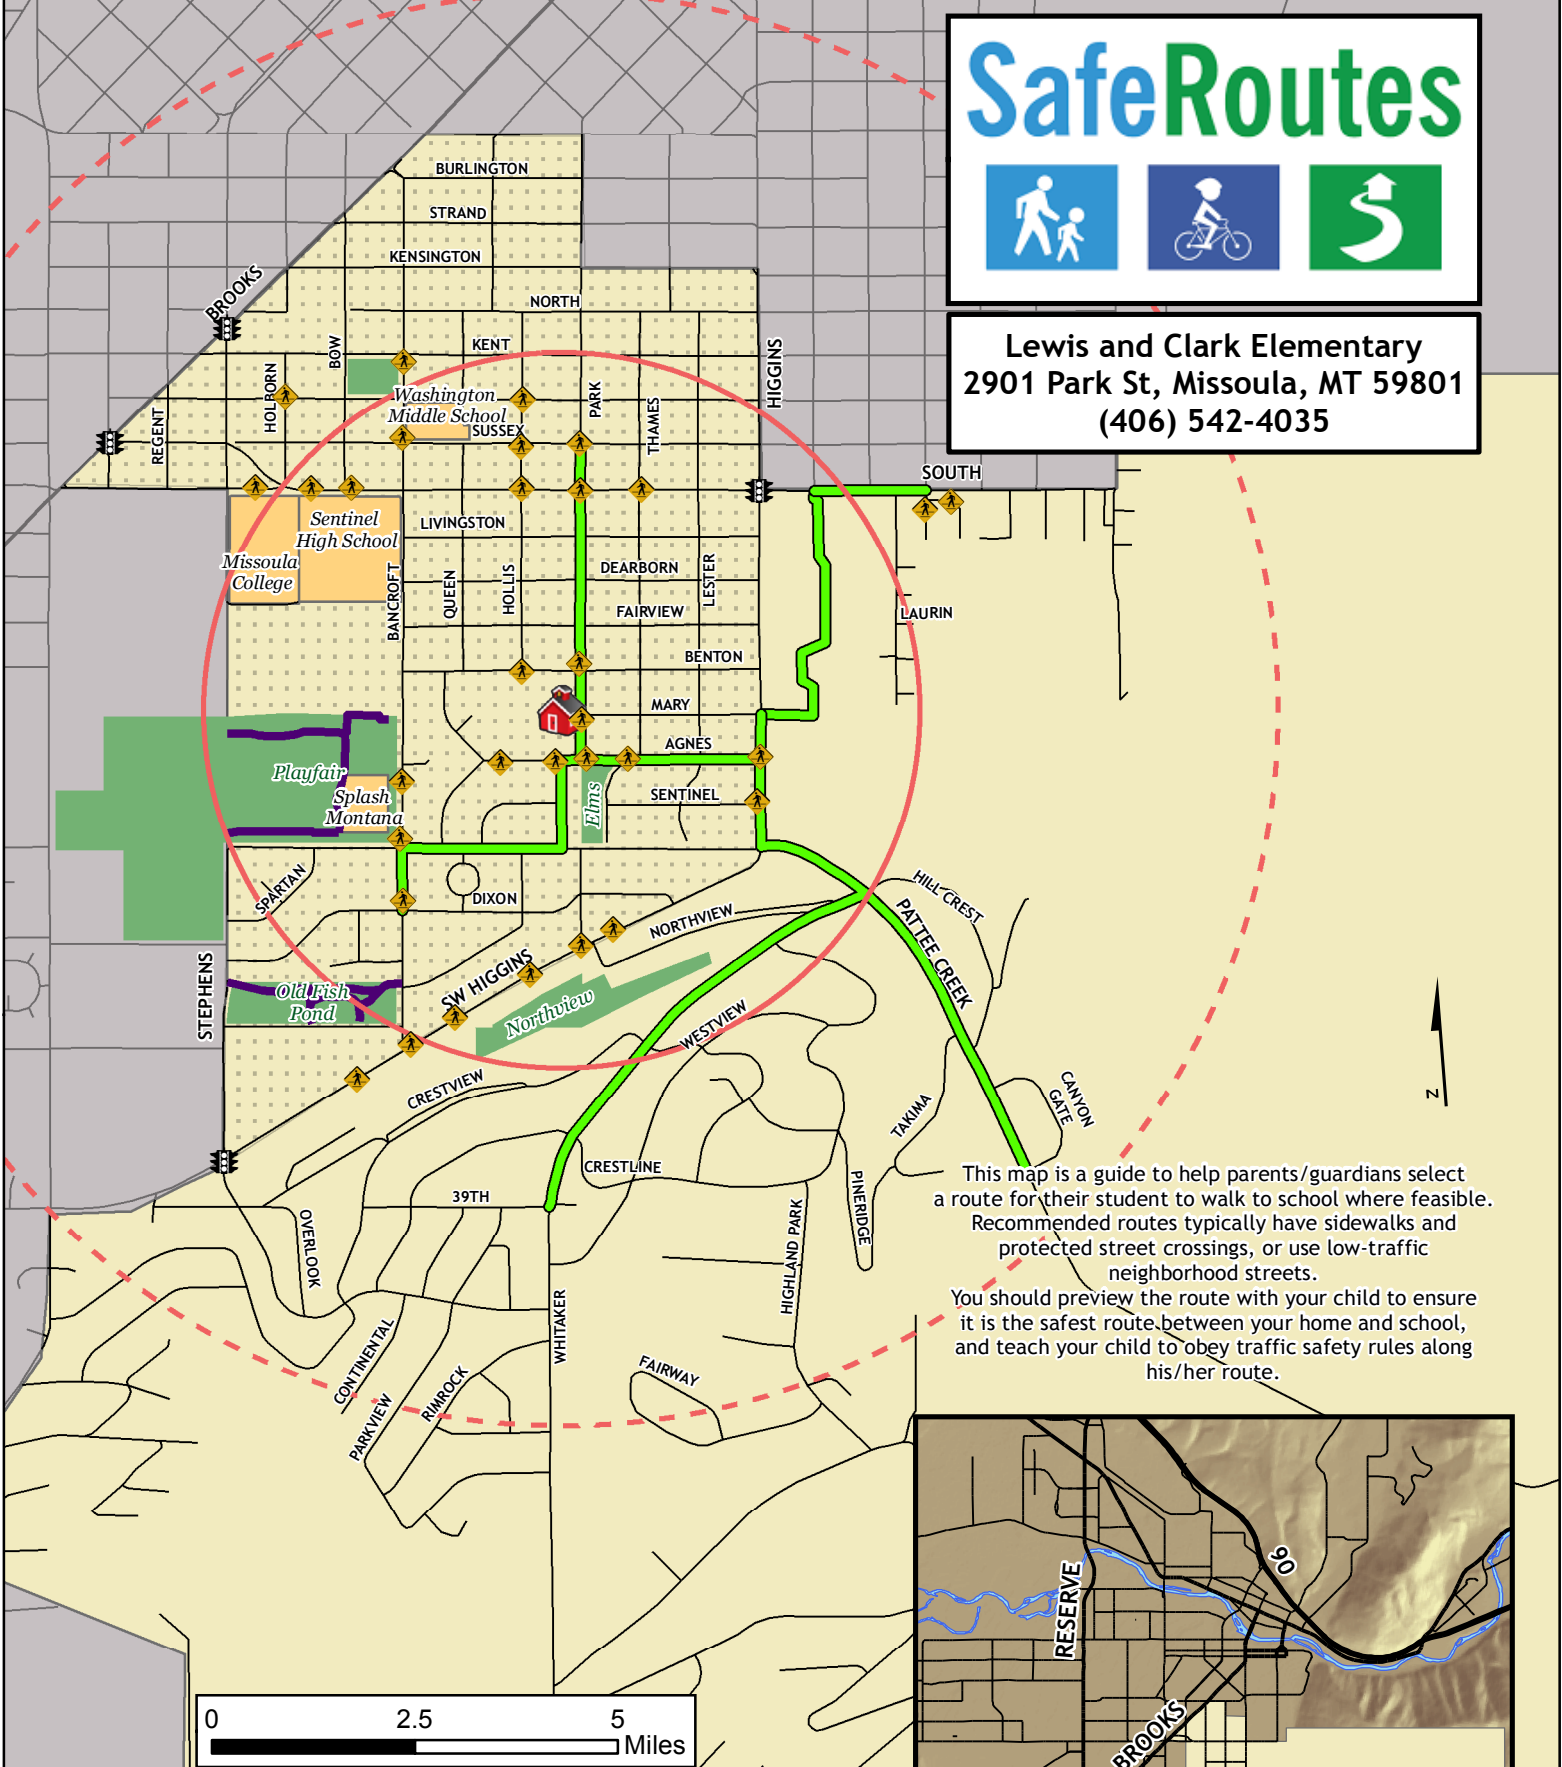 SafeRoutes
Lewis and Clark Elementary
2901 Park St, Missoula, MT 59801
(406) 542-4035
BURLINGTON
STRAND
KENSINGTON
NORTH
BROOKS
BOW
KENT
HIGGINS
HOLBORN
PARK
REGENT
THAMES
Washington
Middle School
SUSSEX
SOUTH
LIVINGSTON
Sentinel
High School
Missoula
College
BANCROFT
QUEEN
HOLLIS
DEARBORN
LESTER
FAIRVIEW
LAURIN
BENTON
MARY
AGNES
Playfair
Splash
Montana
Elms
SENTINEL
SPARTAN
DIXON
HILL CREST
NORTHVIEW
PATTEE CREEK
STEPHENS
SW HIGGINS
Old Fish
Pond
Northview
WESTVIEW
CRESTVIEW
CANYON
GATE
TAKIMA
N
CRESTLINE
39TH
PINERIDGE
OVERLOOK
HIGHLAND PARK
WHITAKER
CONTINENTAL
PARKVIEW
RIMROCK
FAIRWAY
This map is a guide to help parents/guardians select
a route for their student to walk to school where feasible.
Recommended routes typically have sidewalks and
protected street crossings, or use low-traffic
neighborhood streets.
You should preview the route with your child to ensure
it is the safest route between your home and school,
and teach your child to obey traffic safety rules along
his/her route.
90
RESERVE
BROOKS
0 2.5 5
Miles